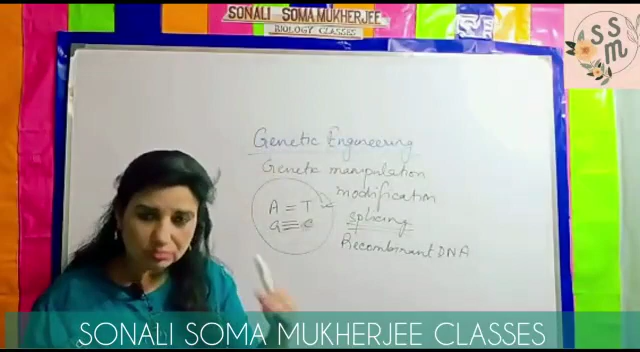 SONALI SOMA MUKHERJEE
BIOLOGY CLASSES
SSM
Genetic Engineering
Genetic manipulation
modification
A = T
G ≡ C
splicing
Recombinant DNA
SONALI SOMA MUKHERJEE CLASSES